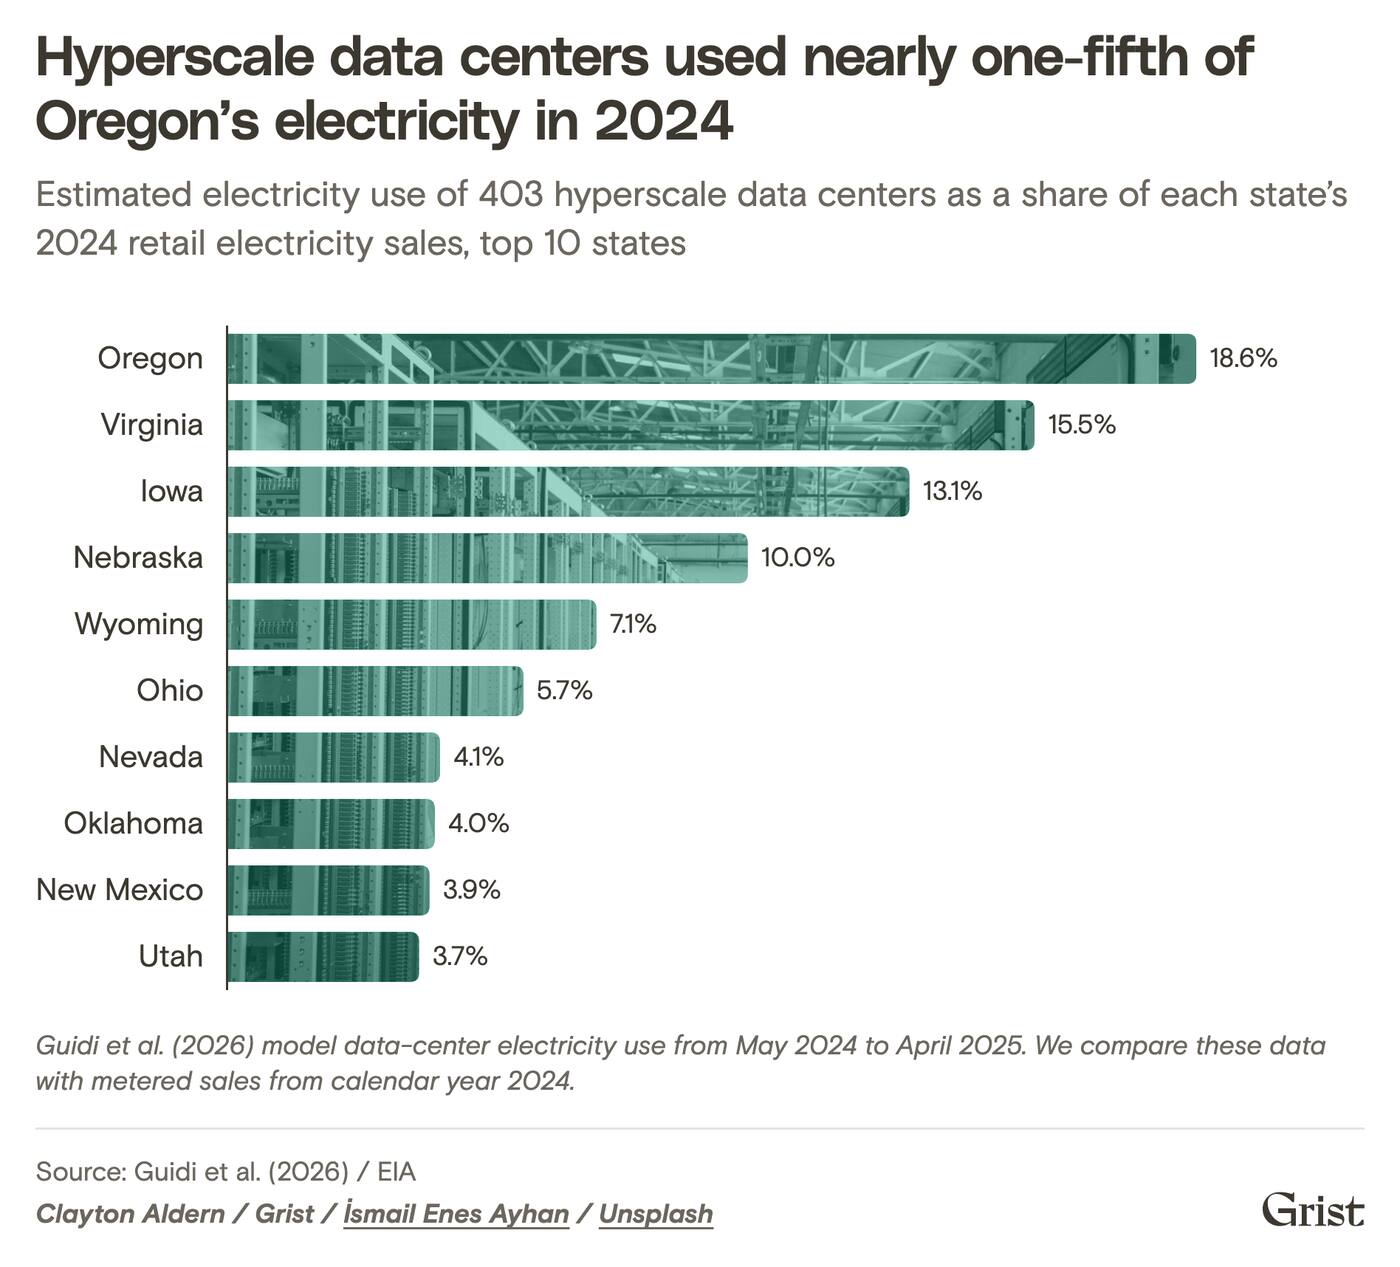 Hyperscale data centers used nearly one-fifth of
Oregon's electricity in 2024
Estimated electricity use of 403 hyperscale data centers as a share of each state's
2024 retail electricity sales, top 10 states
Oregon 18.6%
Virginia 15.5%
Iowa 13.1%
Nebraska 10.0%
Wyoming 7.1%
Ohio 5.7%
Nevada 4.1%
Oklahoma 4.0%
New Mexico 3.9%
Utah 3.7%
Guidi et al. (2026) model data-center electricity use from May 2024 to April 2025. We compare these data
with metered sales from calendar year 2024.
Source: Guidi et al. (2026) / EIA
Clayton Aldern / Grist / İsmail Enes Ayhan / Unsplash
Grist